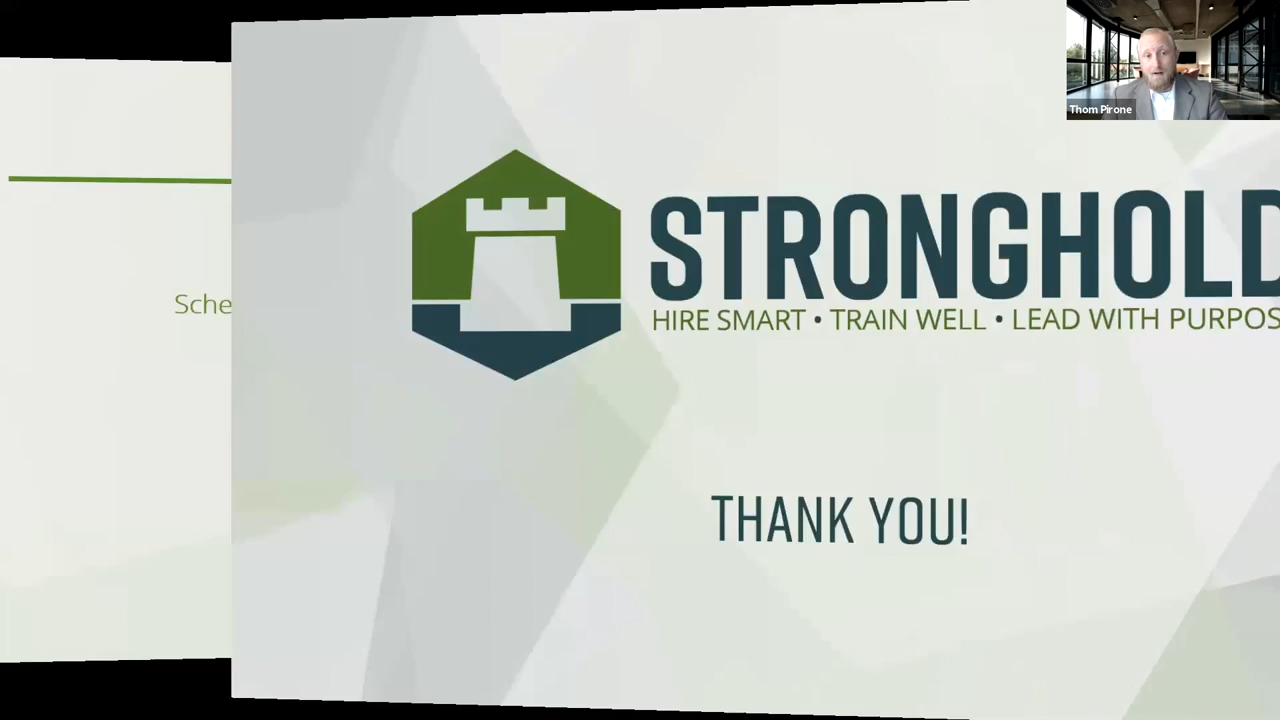 Thom Pirone
STRONGHOLD
HIRE SMART • TRAIN WELL • LEAD WITH PURPOS
Sche
THANK YOU!